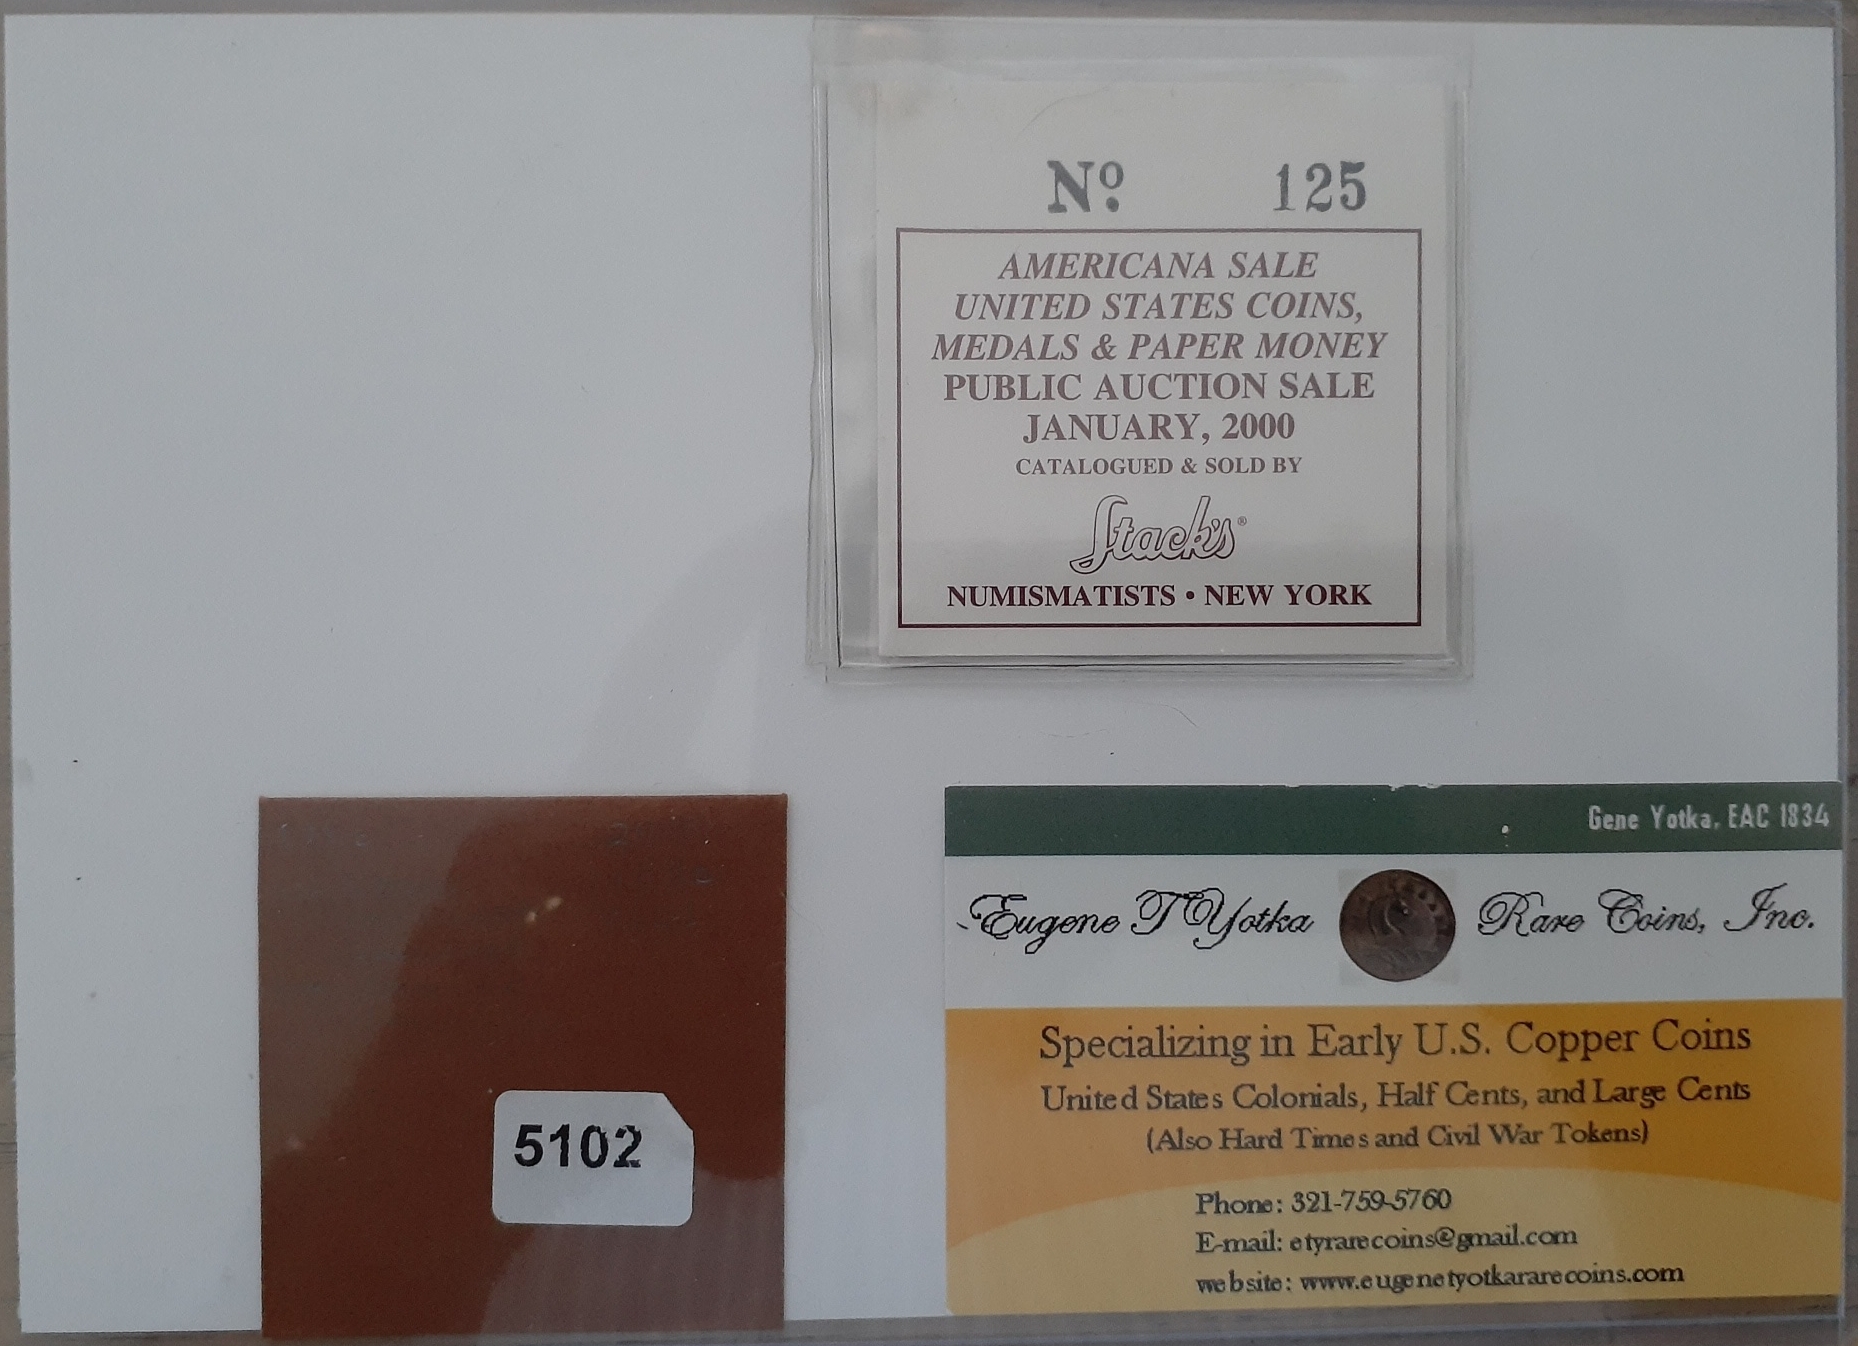 Nº 125
AMERICANA SALE
UNITED STATES COINS,
MEDALS & PAPER MONEY
PUBLIC AUCTION SALE
JANUARY, 2000
CATALOGUED & SOLD BY
Stack's®
NUMISMATISTS • NEW YORK
5102
Gene Yotka, EAC 1834
Eugene T Yotka Rare Coins, Inc.
Specializing in Early U.S. Copper Coins
United States Colonials, Half Cents, and Large Cents
(Also Hard Times and Civil War Tokens)
Phone: 321-759-5760
E-mail: etyrarecoins@gmail.com
website: www.eugenetyotkararecoins.com